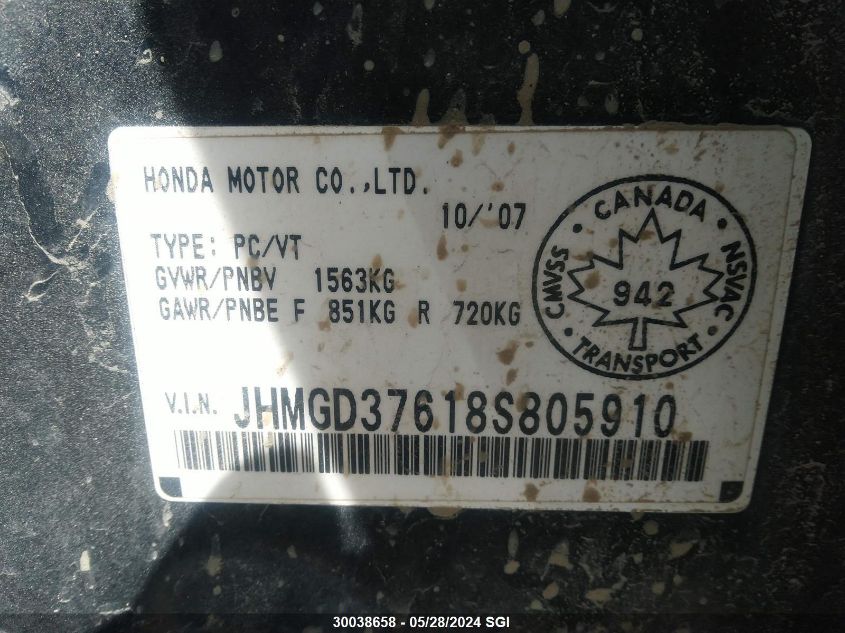 HONDA MOTOR CO.,LTD.
10/'07
TYPE: PC/VT
GVWR/PNBV 1563KG
GAWR/PNBE F 851KG R 720KG
CANADA
CMVSS
942
NSVAC
TRANSPORT
V.I.N. JHMGD37618S805910
30038658 - 05/28/2024 SGI